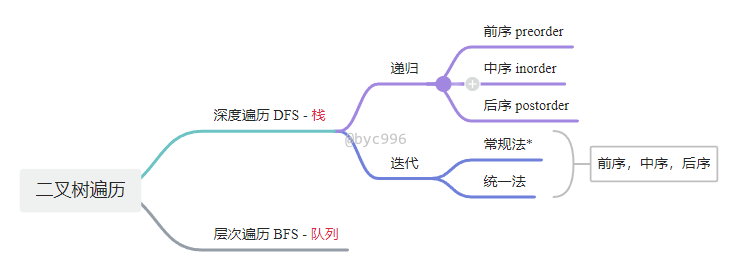 二叉树遍历
深度遍历 DFS - 栈
递归
前序 preorder
中序 inorder
后序 postorder
@byc996
迭代
常规法*
统一法
前序，中序，后序
层次遍历 BFS - 队列